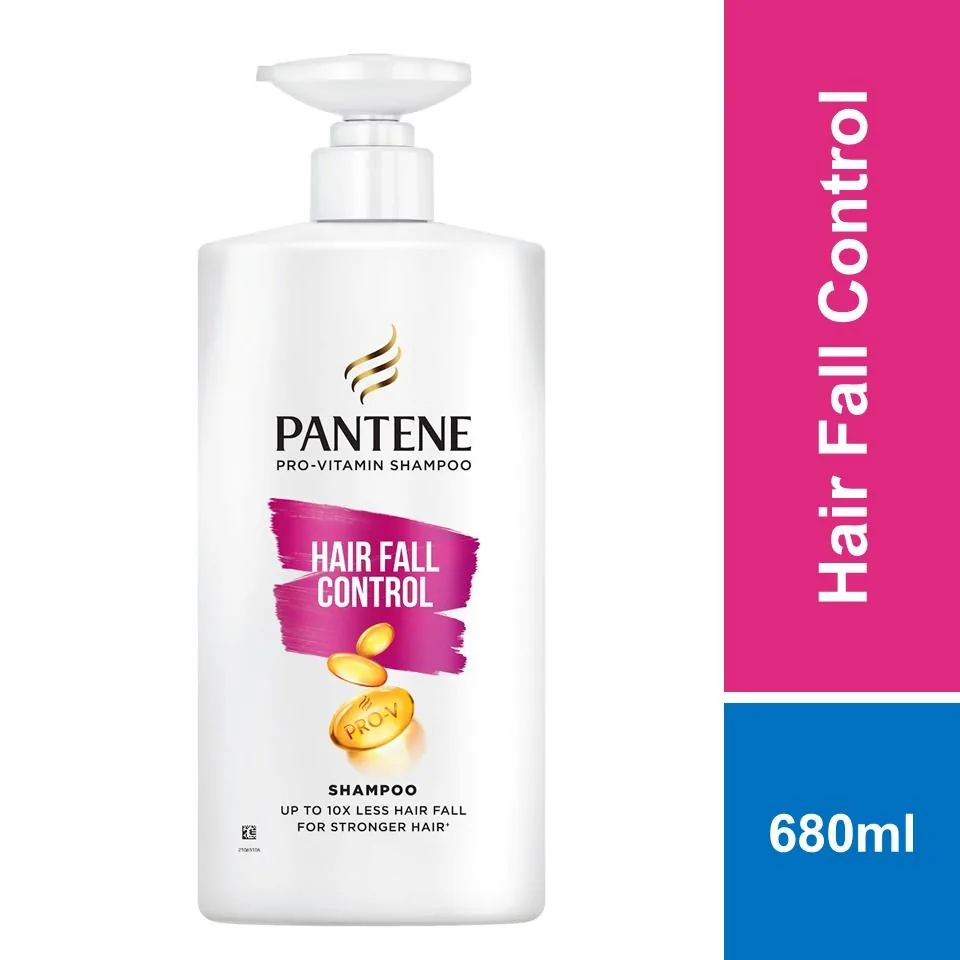 PANTENE
PRO-VITAMIN SHAMPOO
HAIR FALL
CONTROL
PRO-V
SHAMPOO
UP TO 10X LESS HAIR FALL
FOR STRONGER HAIR+
Hair Fall Control
680ml